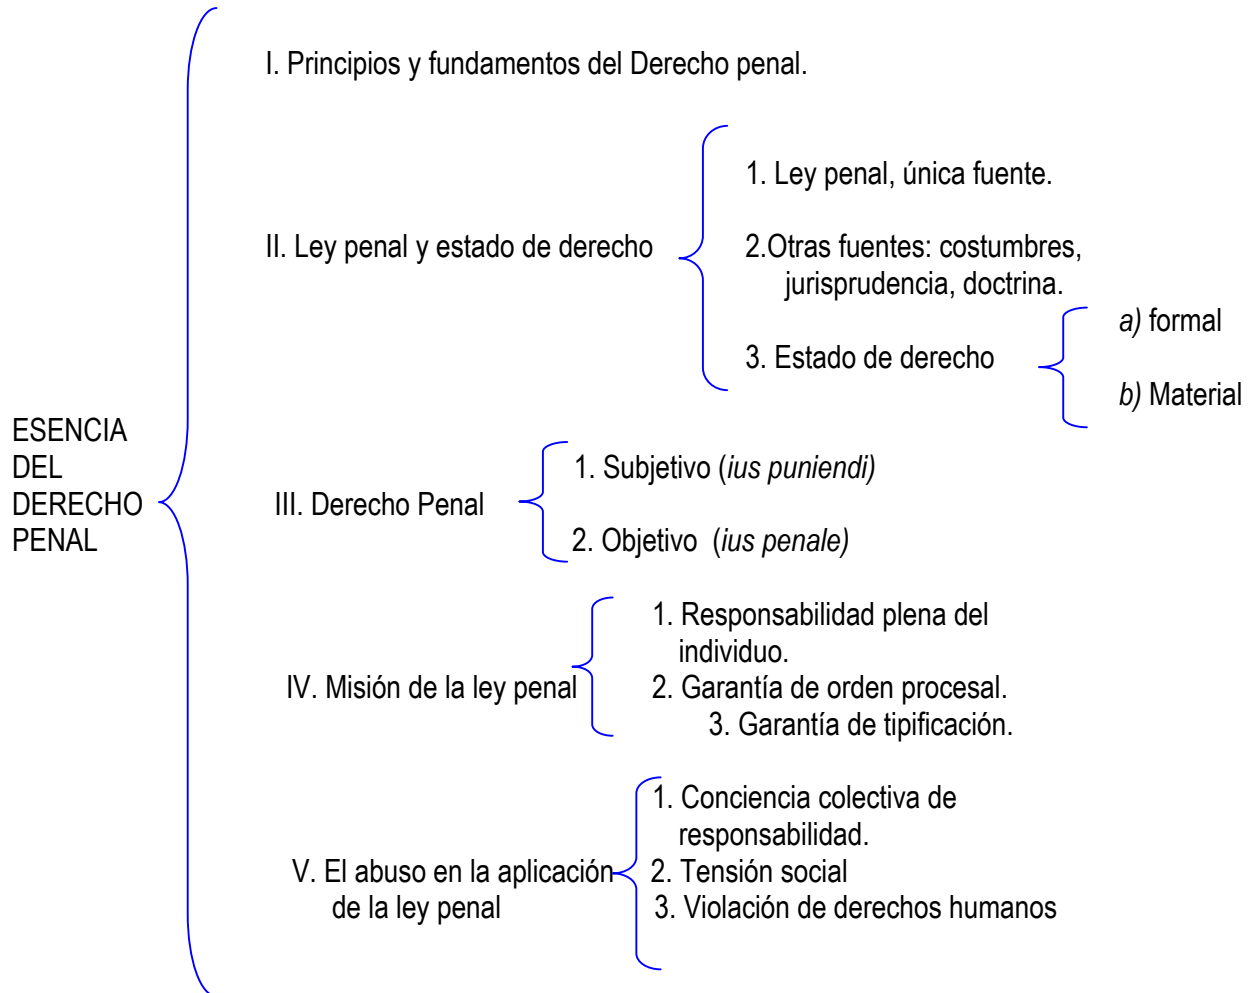 ESENCIA
DEL
DERECHO
PENAL
I. Principios y fundamentos del Derecho penal.
II. Ley penal y estado de derecho
1. Ley penal, única fuente.
2.Otras fuentes: costumbres,
jurisprudencia, doctrina.
3. Estado de derecho
a) formal
b) Material
III. Derecho Penal
1. Subjetivo (ius puniendi)
2. Objetivo (ius penale)
IV. Misión de la ley penal
1. Responsabilidad plena del
individuo.
2. Garantía de orden procesal.
3. Garantía de tipificación.
V. El abuso en la aplicación
de la ley penal
1. Conciencia colectiva de
responsabilidad.
2. Tensión social
3. Violación de derechos humanos